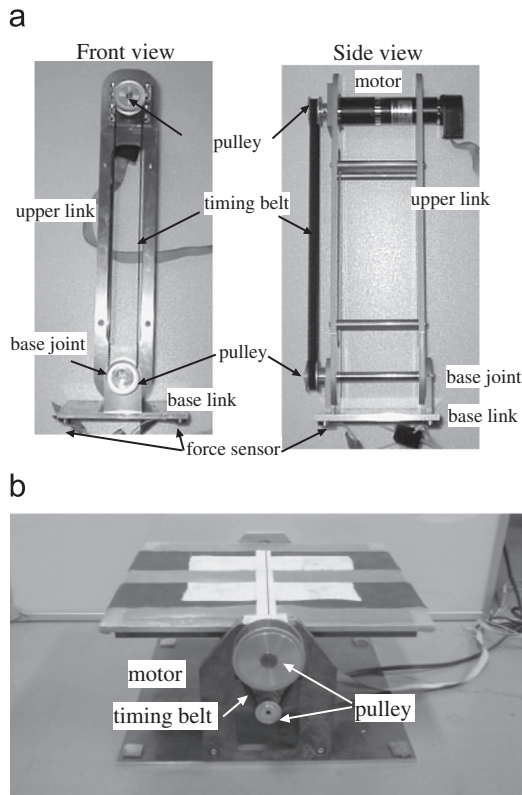 a
Front view
Side view
motor
pulley
upper link
timing belt
upper link
base joint
pulley
base joint
base link
base link
force sensor
b
motor
timing belt
pulley